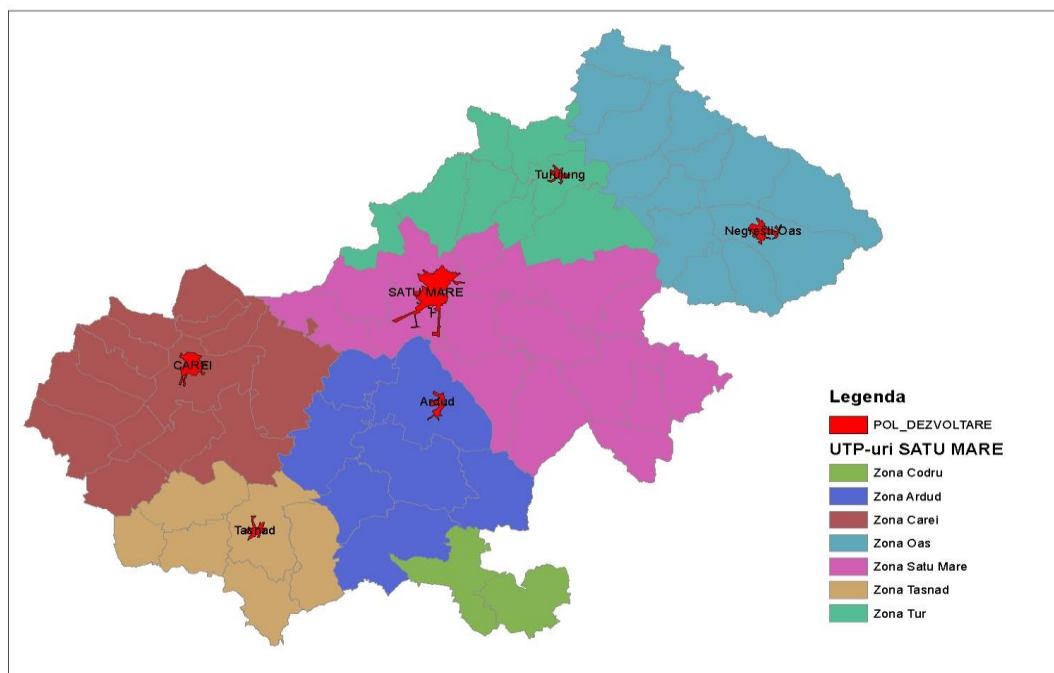 Turulung
Negresti-Oas
SATU MARE
CAREI
Ardud
Tasnad
Legenda
POL_DEZVOLTARE
UTP-uri SATU MARE
Zona Codru
Zona Ardud
Zona Carei
Zona Oas
Zona Satu Mare
Zona Tasnad
Zona Tur